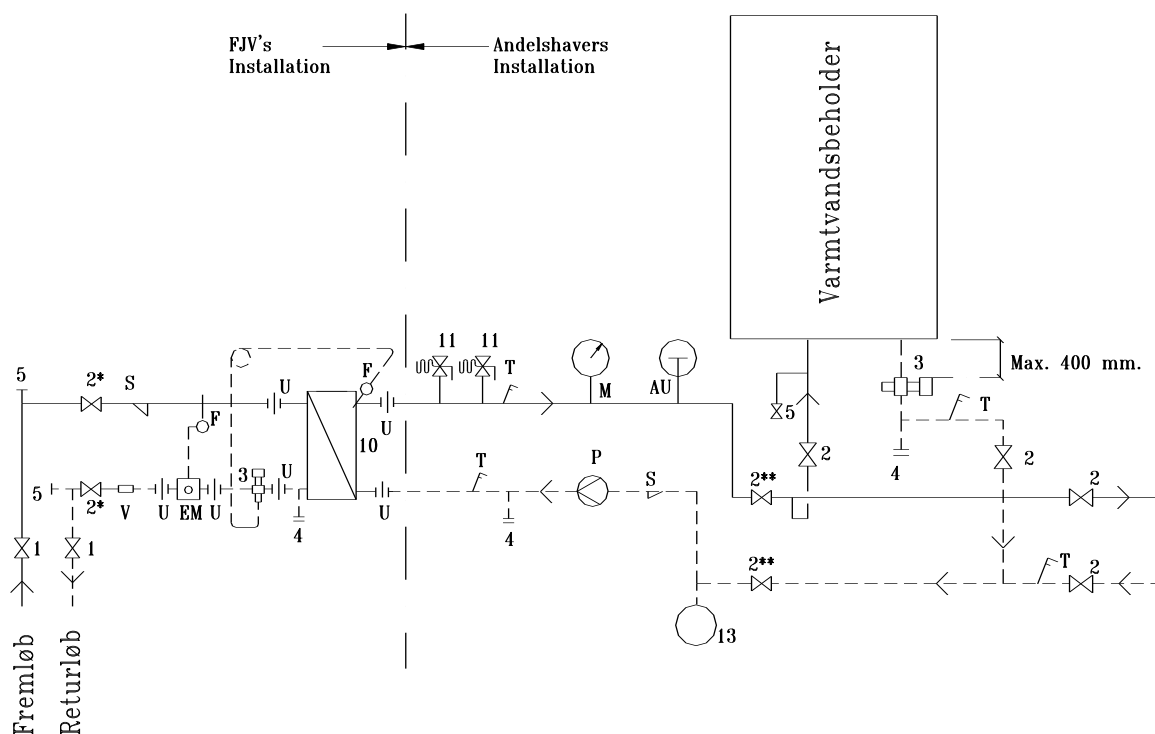 FJV's
Installation
Andelshavers
Installation
Varmtvandsbeholder
11
11
3
Max. 400 mm.
5
2*
S
U
F
T
M
AU
F
U
10
5
T
2
4
2
5
2*
V
U
EM
U
3
U
4
U
T
4
P
S
2**
2
1
1
2**
T
2
13
Fremløb
Returløb